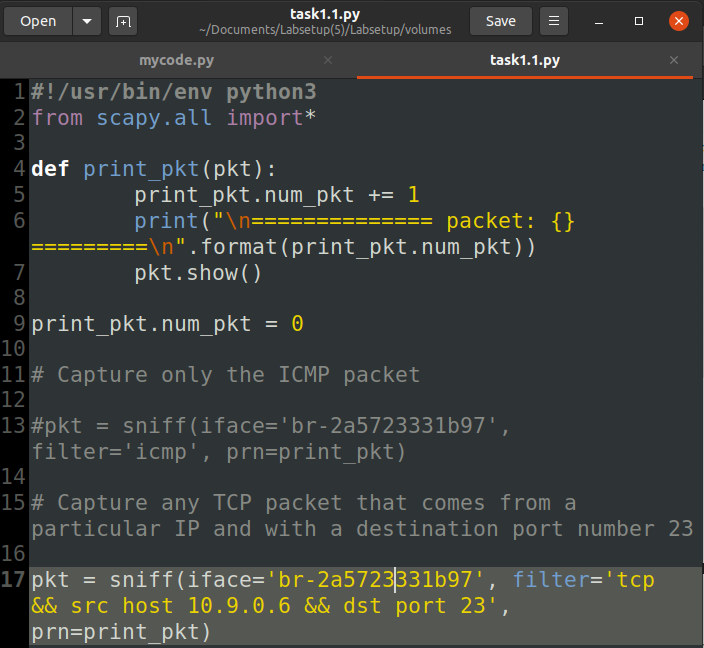 Open
task1.1.py
~/Documents/Labsetup(5)/Labsetup/volumes
Save
mycode.py
task1.1.py
1 #!/usr/bin/env python3
2 from scapy.all import*
3
4 def print_pkt(pkt):
5         print_pkt.num_pkt += 1
6         print("\n============== packet: {}
=========\n".format(print_pkt.num_pkt))
7         pkt.show()
8
9 print_pkt.num_pkt = 0
10
11 # Capture only the ICMP packet
12
13 #pkt = sniff(iface='br-2a5723331b97',
filter='icmp', prn=print_pkt)
14
15 # Capture any TCP packet that comes from a
particular IP and with a destination port number 23
16
17 pkt = sniff(iface='br-2a5723331b97', filter='tcp
&& src host 10.9.0.6 && dst port 23',
prn=print_pkt)